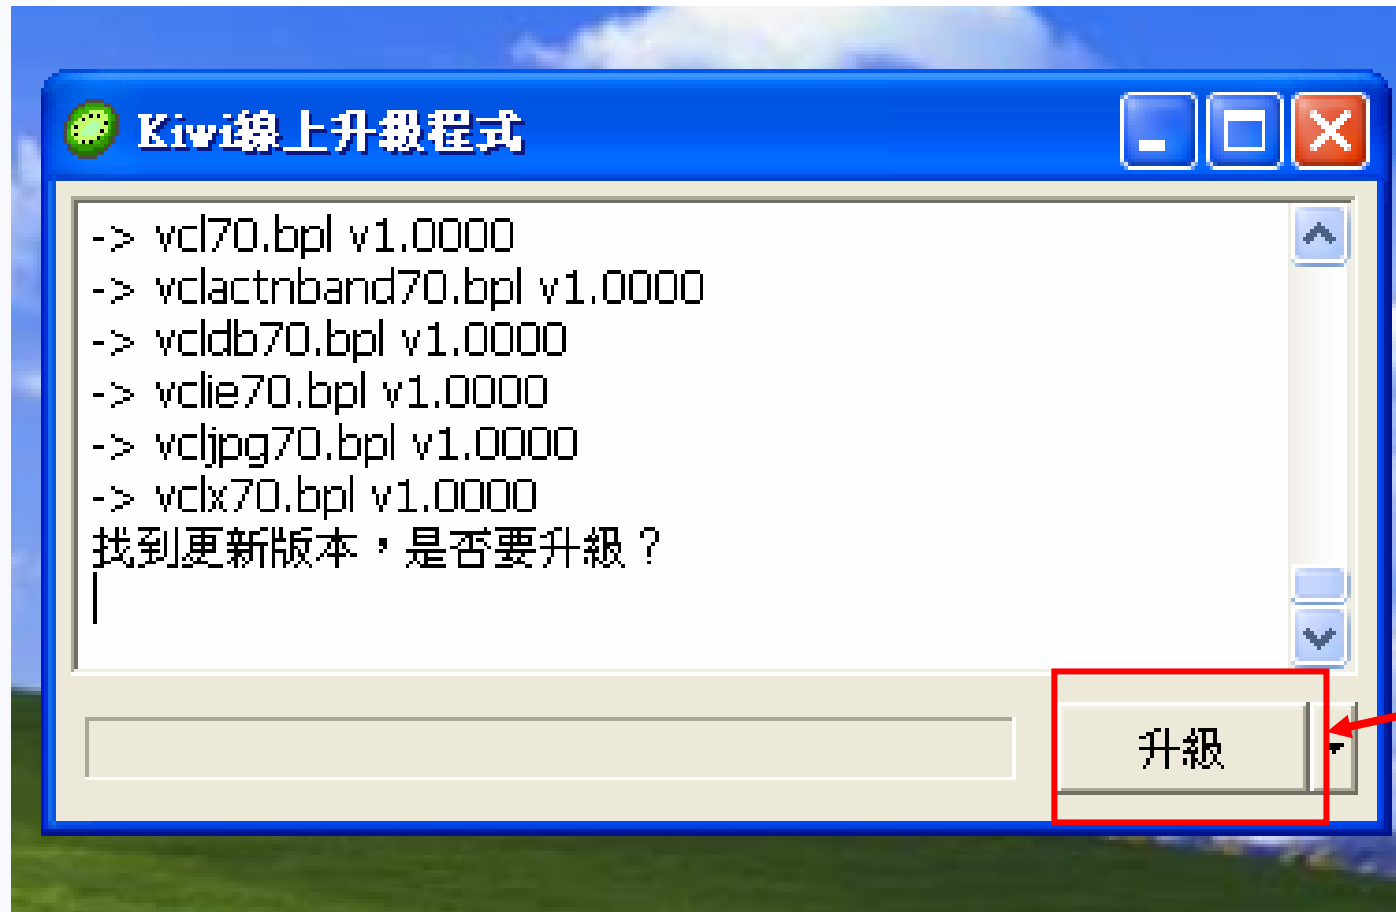 Kiwi線上升級程式
-> vcl70.bpl v1.0000
-> vclactnband70.bpl v1.0000
-> vcldb70.bpl v1.0000
-> vclie70.bpl v1.0000
-> vcljpg70.bpl v1.0000
-> vclx70.bpl v1.0000
找到更新版本，是否要升級？
升級